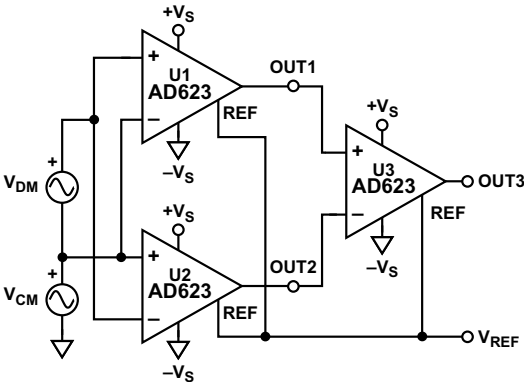 +VS
+
U1
AD623
−
REF
−VS
OUT1
+
VDM
+VS
+
U3
AD623
−
REF
−VS
OUT3
+VS
+
U2
AD623
−
REF
−VS
OUT2
+
VCM
VREF